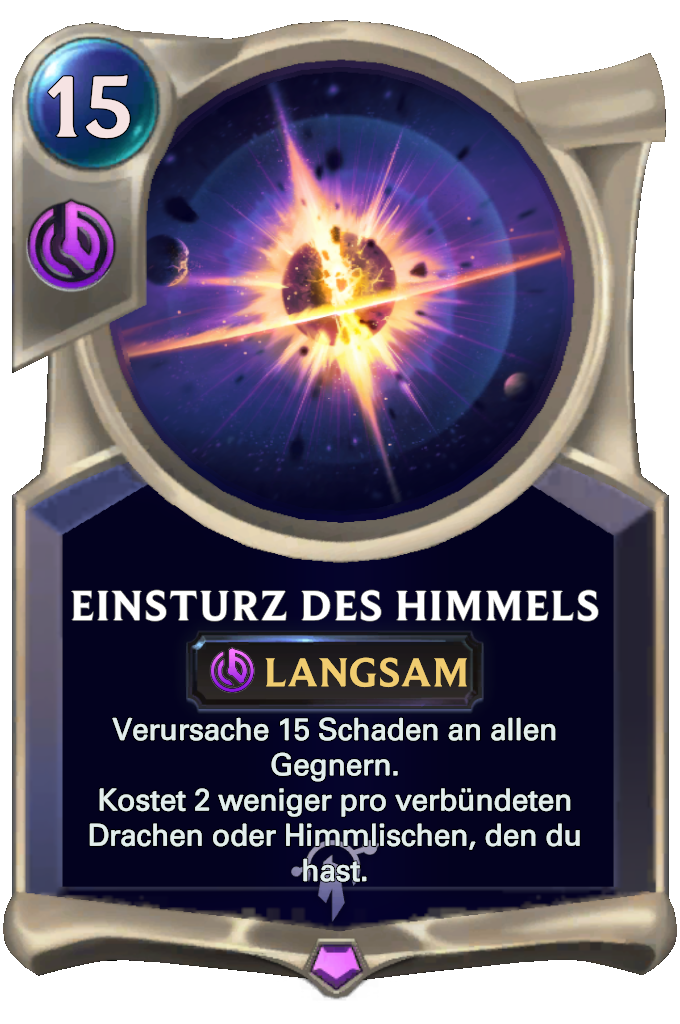 15
EINSTURZ DES HIMMELS
LANGSAM
Verursache 15 Schaden an allen
Gegnern.
Kostet 2 weniger pro verbündeten
Drachen oder Himmlischen, den du
hast.